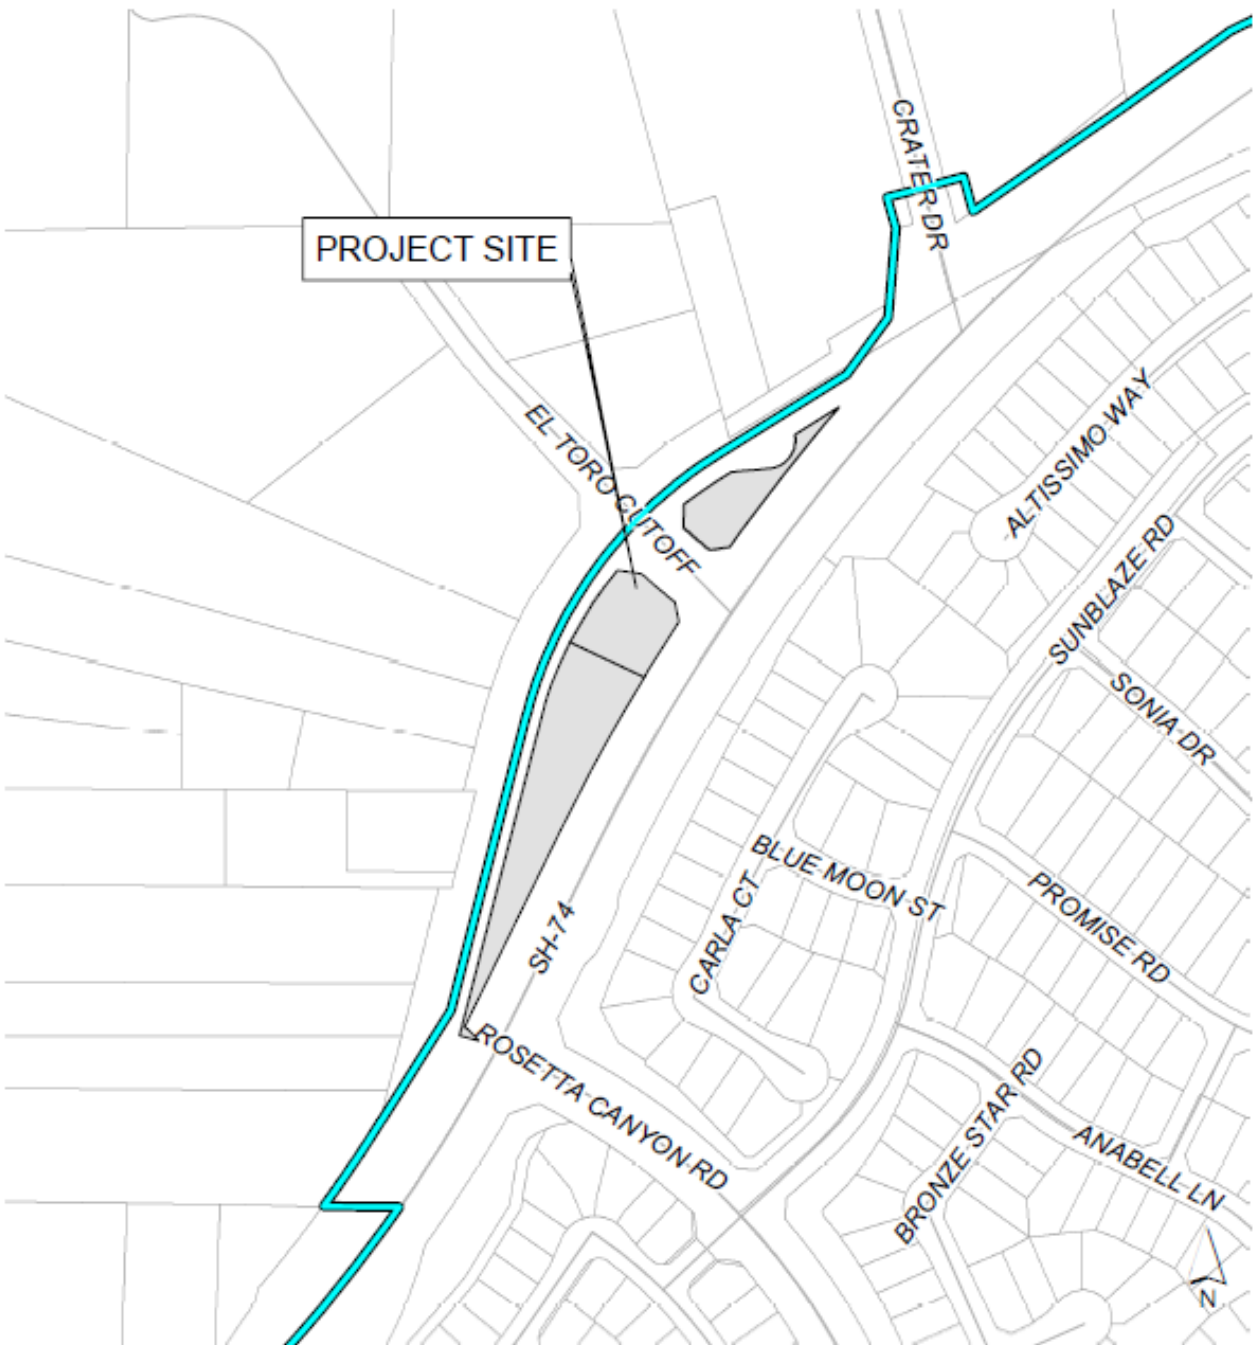 CRATER DR
PROJECT SITE
EL TORO CUTOFF
ALTISSIMO WAY
SUNBLAZE RD
SONIA DR
BLUE MOON ST
CARLA CT
PROMISE RD
SH-74
ROSETTA CANYON RD
BRONZE STAR RD
ANABELL LN
N